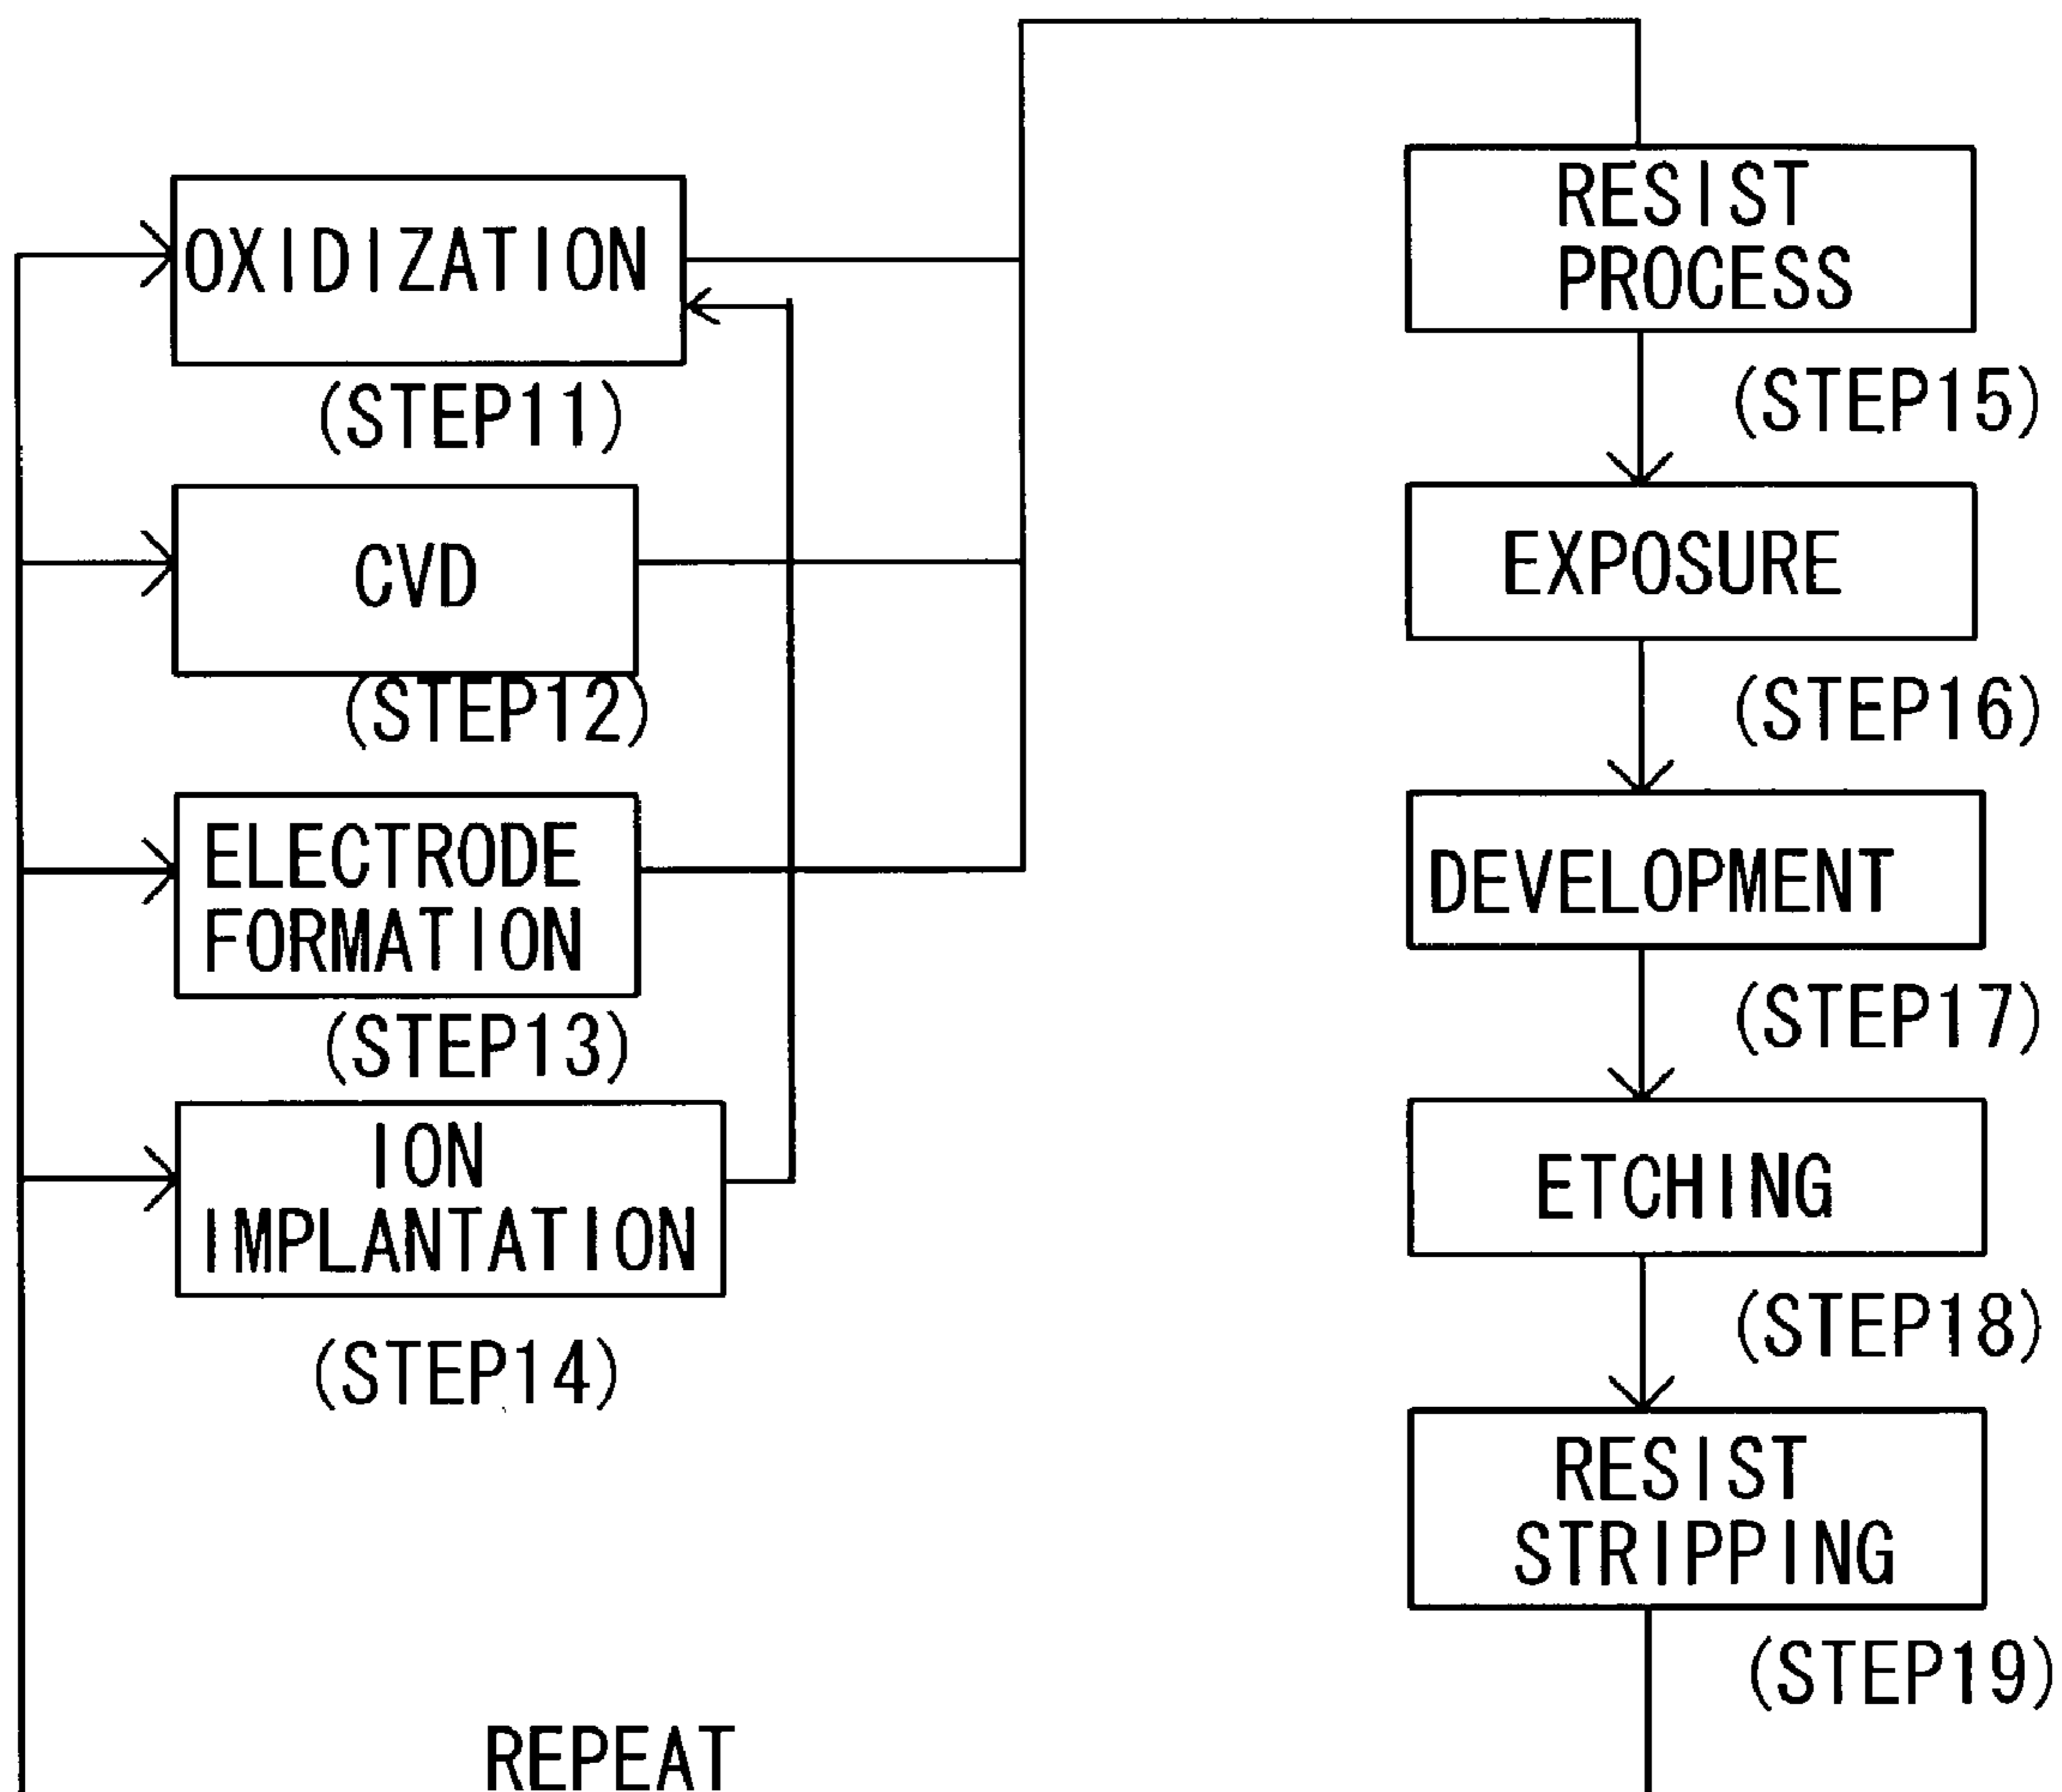 OXIDIZATION
(STEP11)
CVD
(STEP12)
ELECTRODE
FORMATION
(STEP13)
ION
IMPLANTATION
(STEP14)
RESIST
PROCESS
(STEP15)
EXPOSURE
(STEP16)
DEVELOPMENT
(STEP17)
ETCHING
(STEP18)
RESIST
STRIPPING
(STEP19)
REPEAT